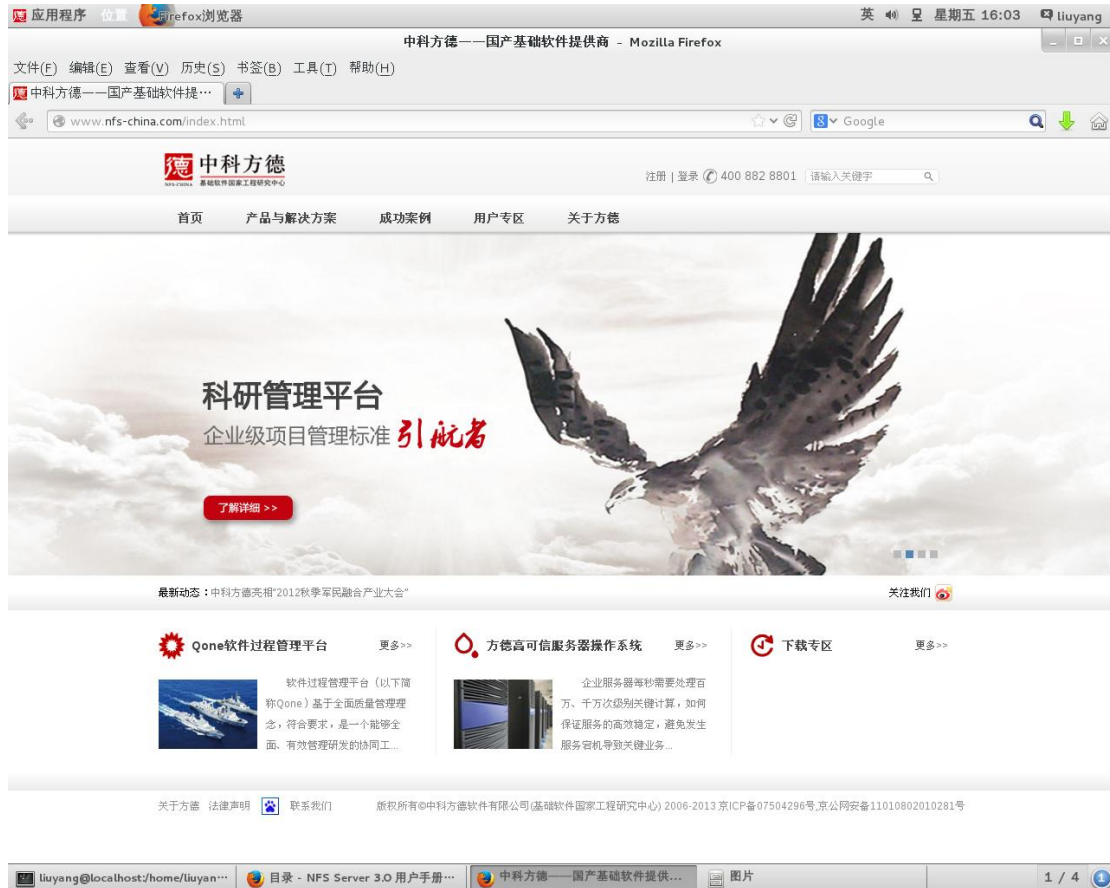 应用程序 位置 Firefox浏览器 英 星期五 16:03 liuyang
中科方德——国产基础软件提供商 - Mozilla Firefox
文件(F) 编辑(E) 查看(V) 历史(S) 书签(B) 工具(T) 帮助(H)
中科方德——国产基础软件提…
www.nfs-china.com/index.html Google
德 中科方德
NFS-CHINA 基础软件国家工程研究中心
注册 | 登录 400 882 8801 请输入关键字
首页 产品与解决方案 成功案例 用户专区 关于方德
科研管理平台
企业级项目管理标准 引航者
了解详细 >>
最新动态：中科方德亮相"2012秋季军民融合产业大会" 关注我们
Qone软件过程管理平台 更多>> 方德高可信服务器操作系统 更多>> 下载专区 更多>>
软件过程管理平台（以下简
称Qone）基于全面质量管理理
念，符合要求，是一个能够全
面、有效管理研发的协同工...
企业服务器每秒需要处理百
万、千万次级别关键计算，如何
保证服务的高效稳定，避免发生
服务宕机导致关键业务...
关于方德 法律声明 联系我们 版权所有©中科方德软件有限公司(基础软件国家工程研究中心) 2006-2013 京ICP备07504296号,京公网安备11010802010281号
liuyang@localhost:/home/liuyan… 目录 - NFS Server 3.0 用户手册… 中科方德——国产基础软件提供... 图片 1 / 4 1